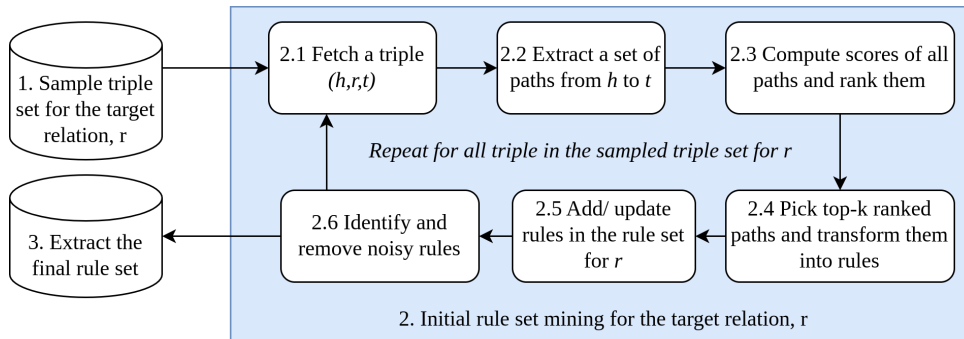 1. Sample triple
set for the target
relation, r
2.1 Fetch a triple
(h,r,t)
2.2 Extract a set of
paths from h to t
2.3 Compute scores of all
paths and rank them
Repeat for all triple in the sampled triple set for r
3. Extract the
final rule set
2.6 Identify and
remove noisy rules
2.5 Add/ update
rules in the rule set
for r
2.4 Pick top-k ranked
paths and transform them
into rules
2. Initial rule set mining for the target relation, r